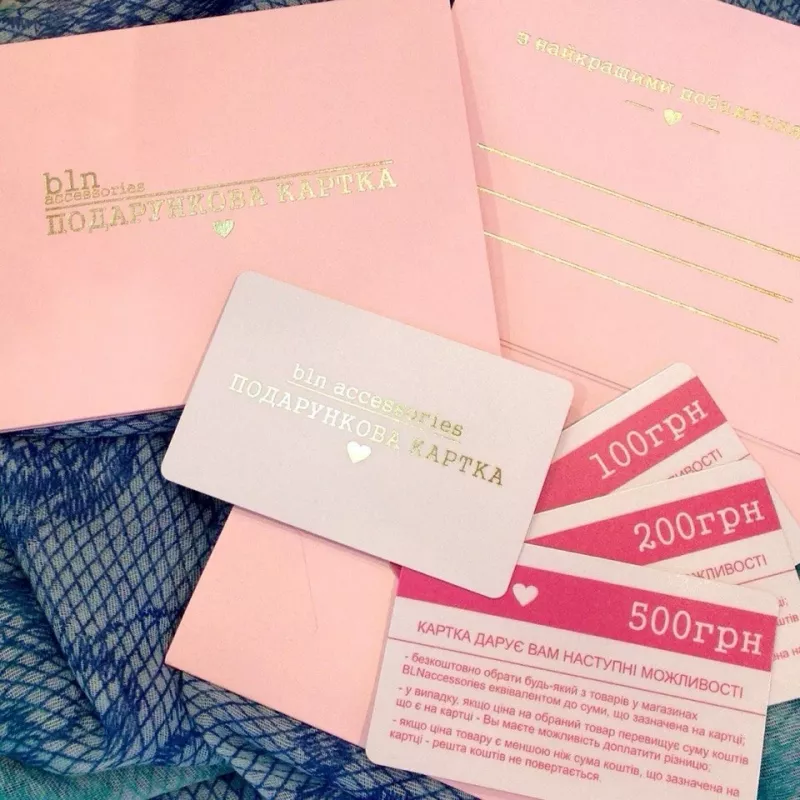 bln
accessories
ПОДАРУНКОВА КАРТКА
з найкращими побажання
bln accessories
ПОДАРУНКОВА КАРТКА
100грн
200грн
500грн
КАРТКА ДАРУЄ ВАМ НАСТУПНІ МОЖЛИВОСТІ
- безкоштовно обрати будь-який з товарів у магазинах
BLNaccessories еквівалентом до суми, що зазначена на картці;
- у випадку, якщо ціна на обраний товар перевищує суму коштів
що є на картці - Вы маєте можливість доплатити різницю;
- якщо ціна товару є меншою ніж сума коштів, що зазначена на
картці - решта коштів не повертається.